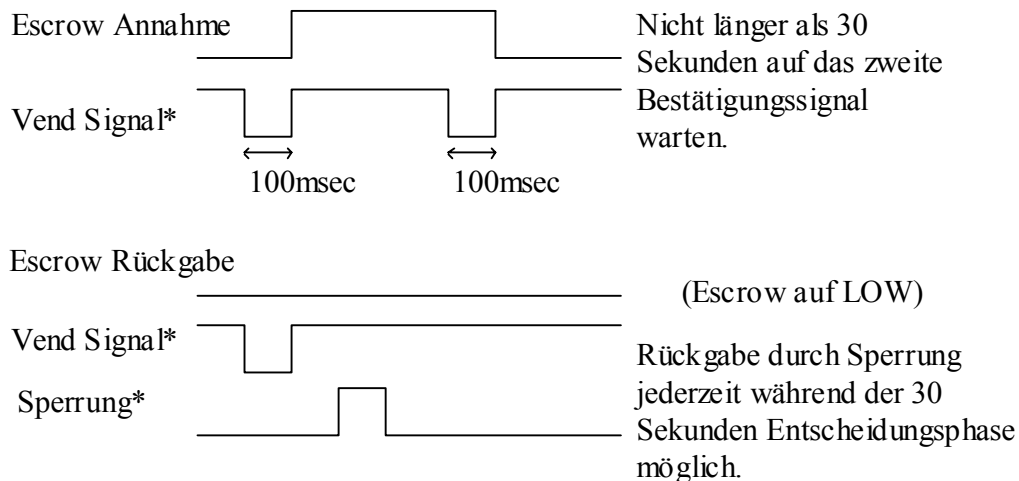 Escrow Annahme
Vend Signal*
100msec
100msec
Nicht länger als 30
Sekunden auf das zweite
Bestätigungssignal
warten.
Escrow Rückgabe
Vend Signal*
Sperrung*
(Escrow auf LOW)
Rückgabe durch Sperrung
jederzeit während der 30
Sekunden Entscheidungsphase
möglich.